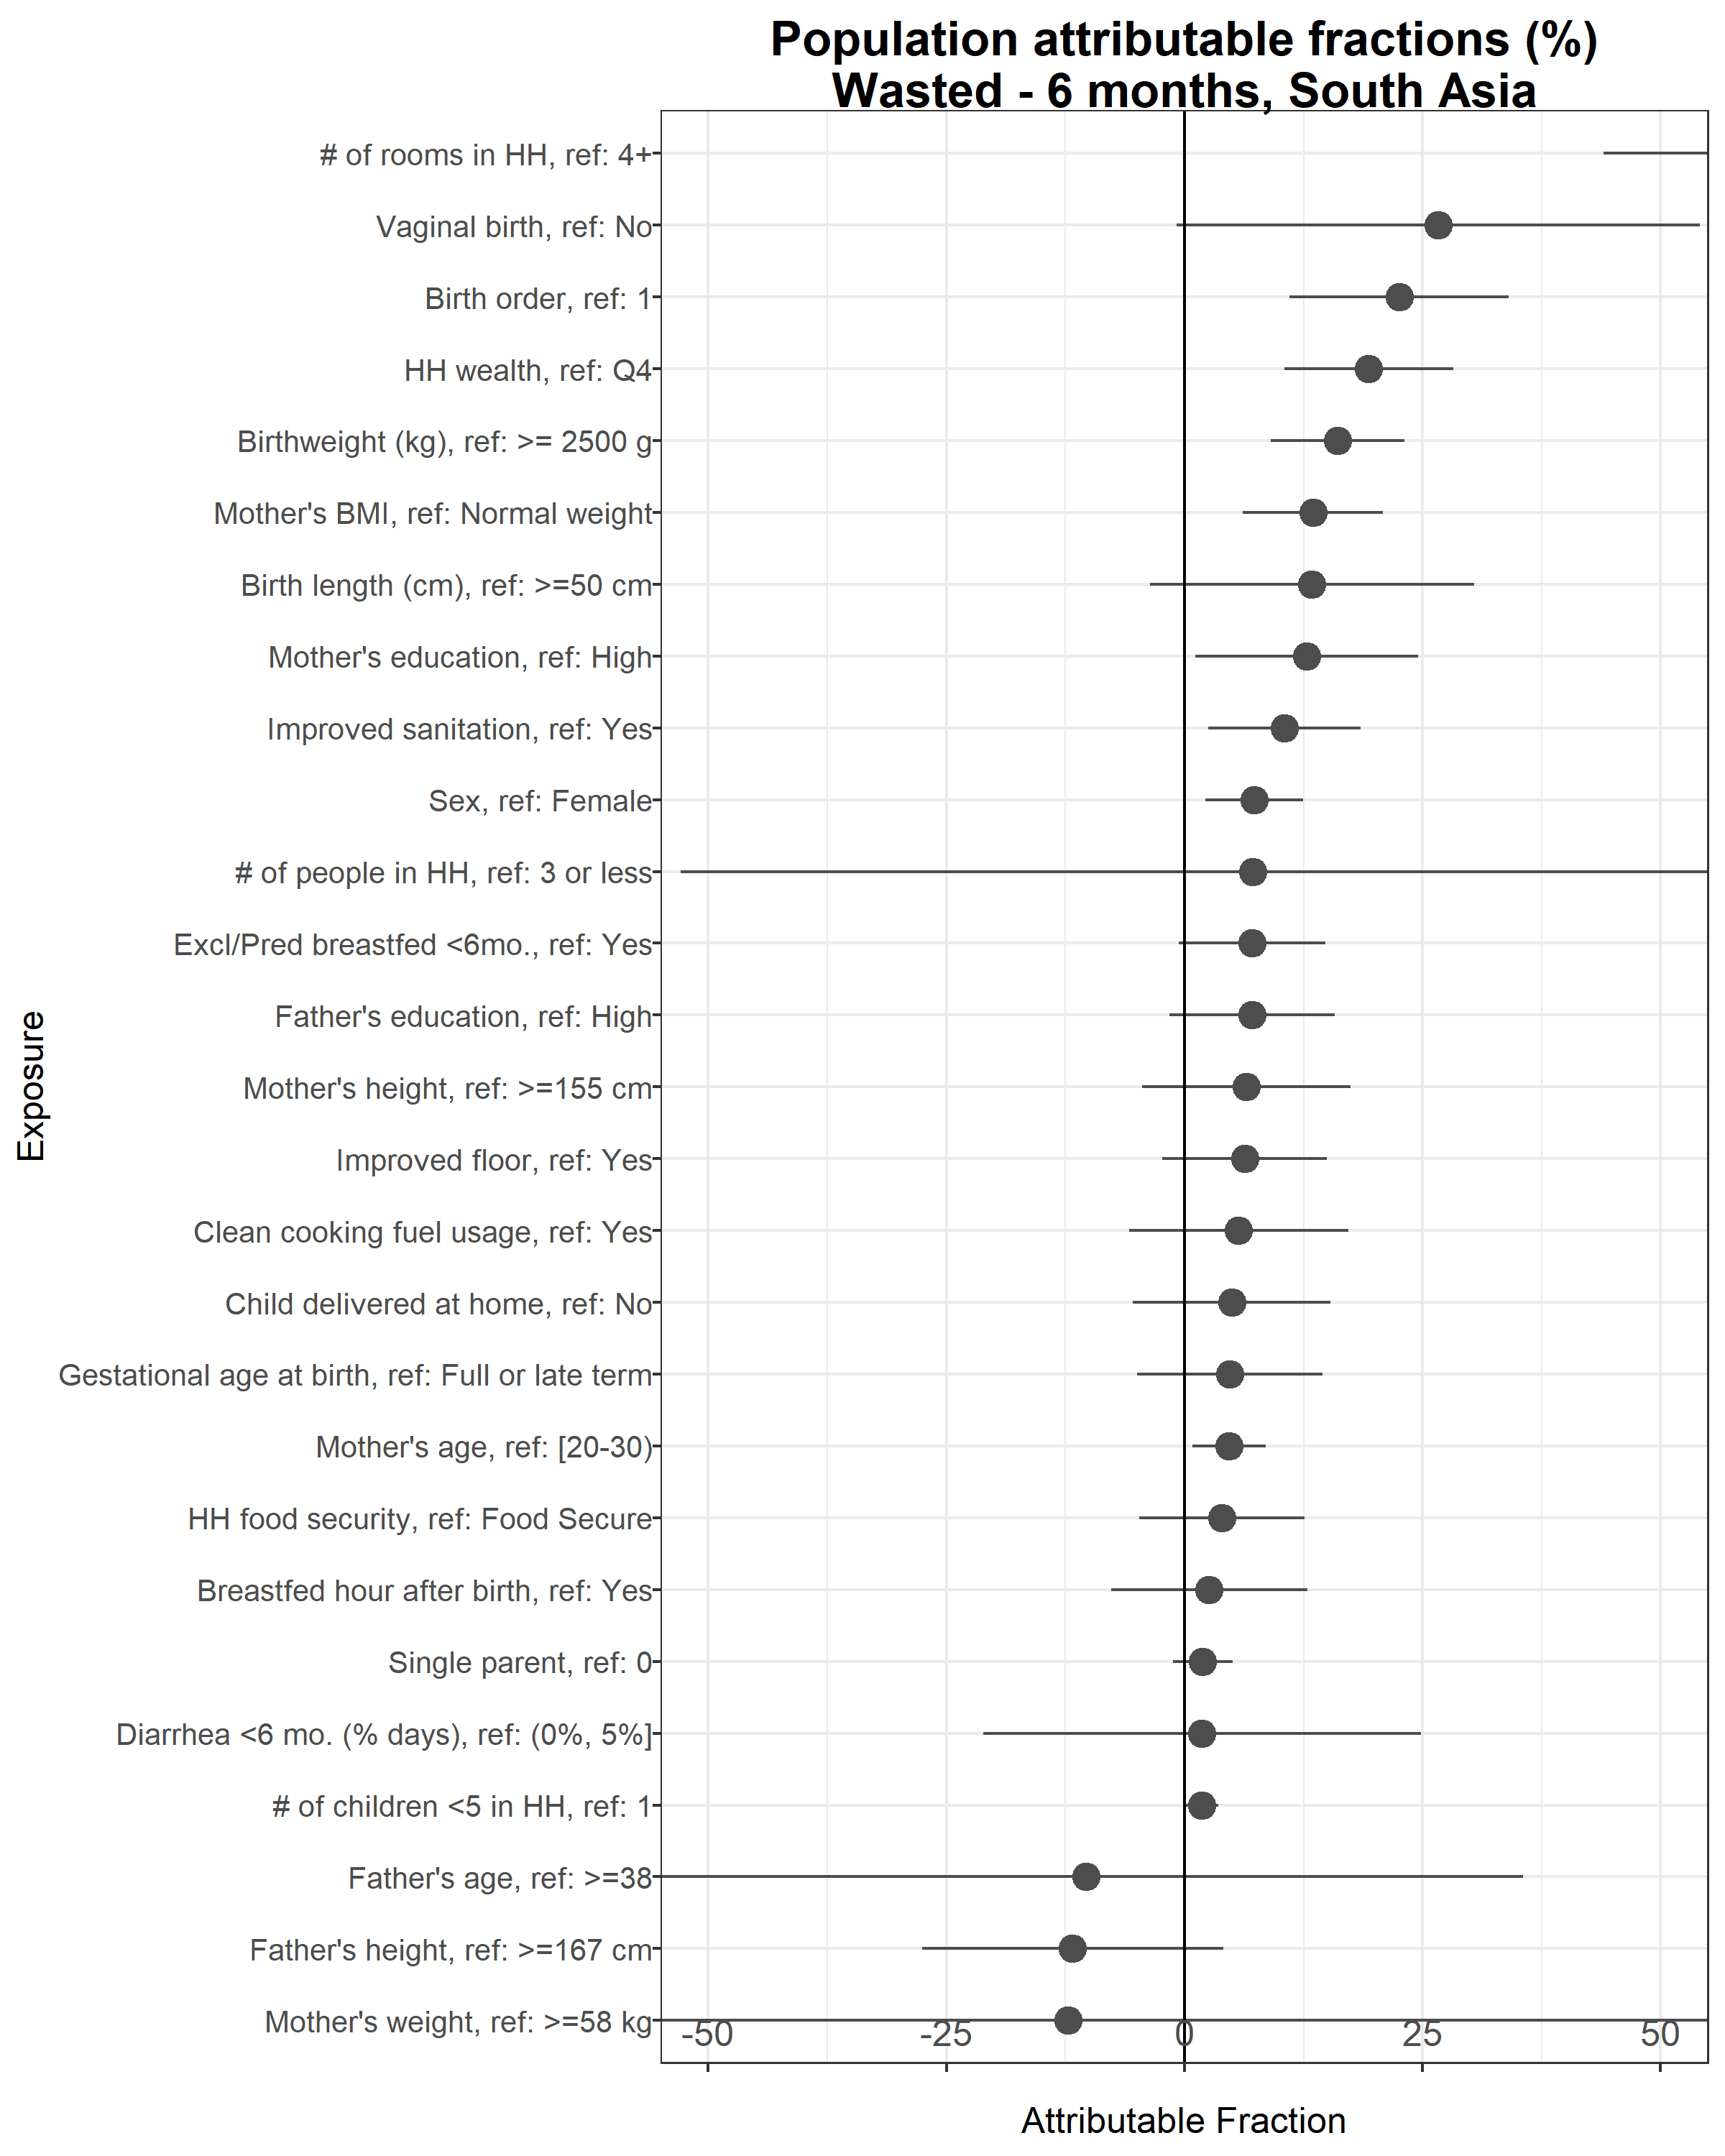 Population attributable fractions (%)
Wasted - 6 months, South Asia
# of rooms in HH, ref: 4+
Vaginal birth, ref: No
Birth order, ref: 1
HH wealth, ref: Q4
Birthweight (kg), ref: >= 2500 g
Mother's BMI, ref: Normal weight
Birth length (cm), ref: >=50 cm
Mother's education, ref: High
Improved sanitation, ref: Yes
Sex, ref: Female
# of people in HH, ref: 3 or less
Excl/Pred breastfed <6mo., ref: Yes
Father's education, ref: High
Mother's height, ref: >=155 cm
Improved floor, ref: Yes
Clean cooking fuel usage, ref: Yes
Child delivered at home, ref: No
Gestational age at birth, ref: Full or late term
Mother's age, ref: [20-30)
HH food security, ref: Food Secure
Breastfed hour after birth, ref: Yes
Single parent, ref: 0
Diarrhea <6 mo. (% days), ref: (0%, 5%]
# of children <5 in HH, ref: 1
Father's age, ref: >=38
Father's height, ref: >=167 cm
Mother's weight, ref: >=58 kg
Exposure
-50 -25 0 25 50
Attributable Fraction